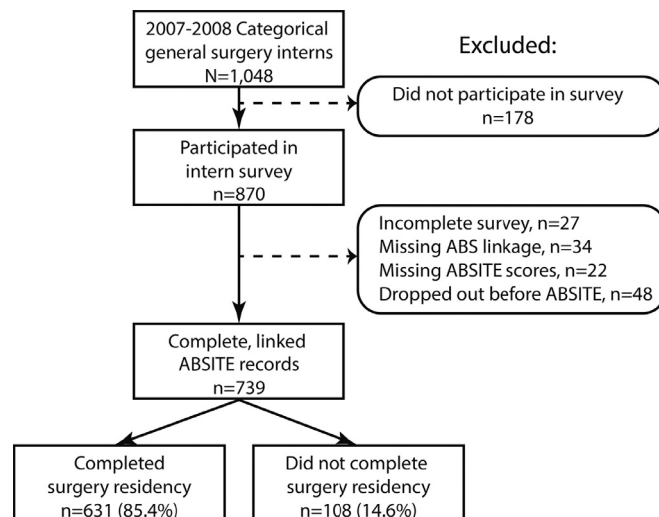 2007-2008 Categorical
general surgery interns
N=1,048
Excluded:
Did not participate in survey
n=178
Participated in
intern survey
n=870
Incomplete survey, n=27
Missing ABS linkage, n=34
Missing ABSITE scores, n=22
Dropped out before ABSITE, n=48
Complete, linked
ABSITE records
n=739
Completed
surgery residency
n=631 (85.4%)
Did not complete
surgery residency
n=108 (14.6%)